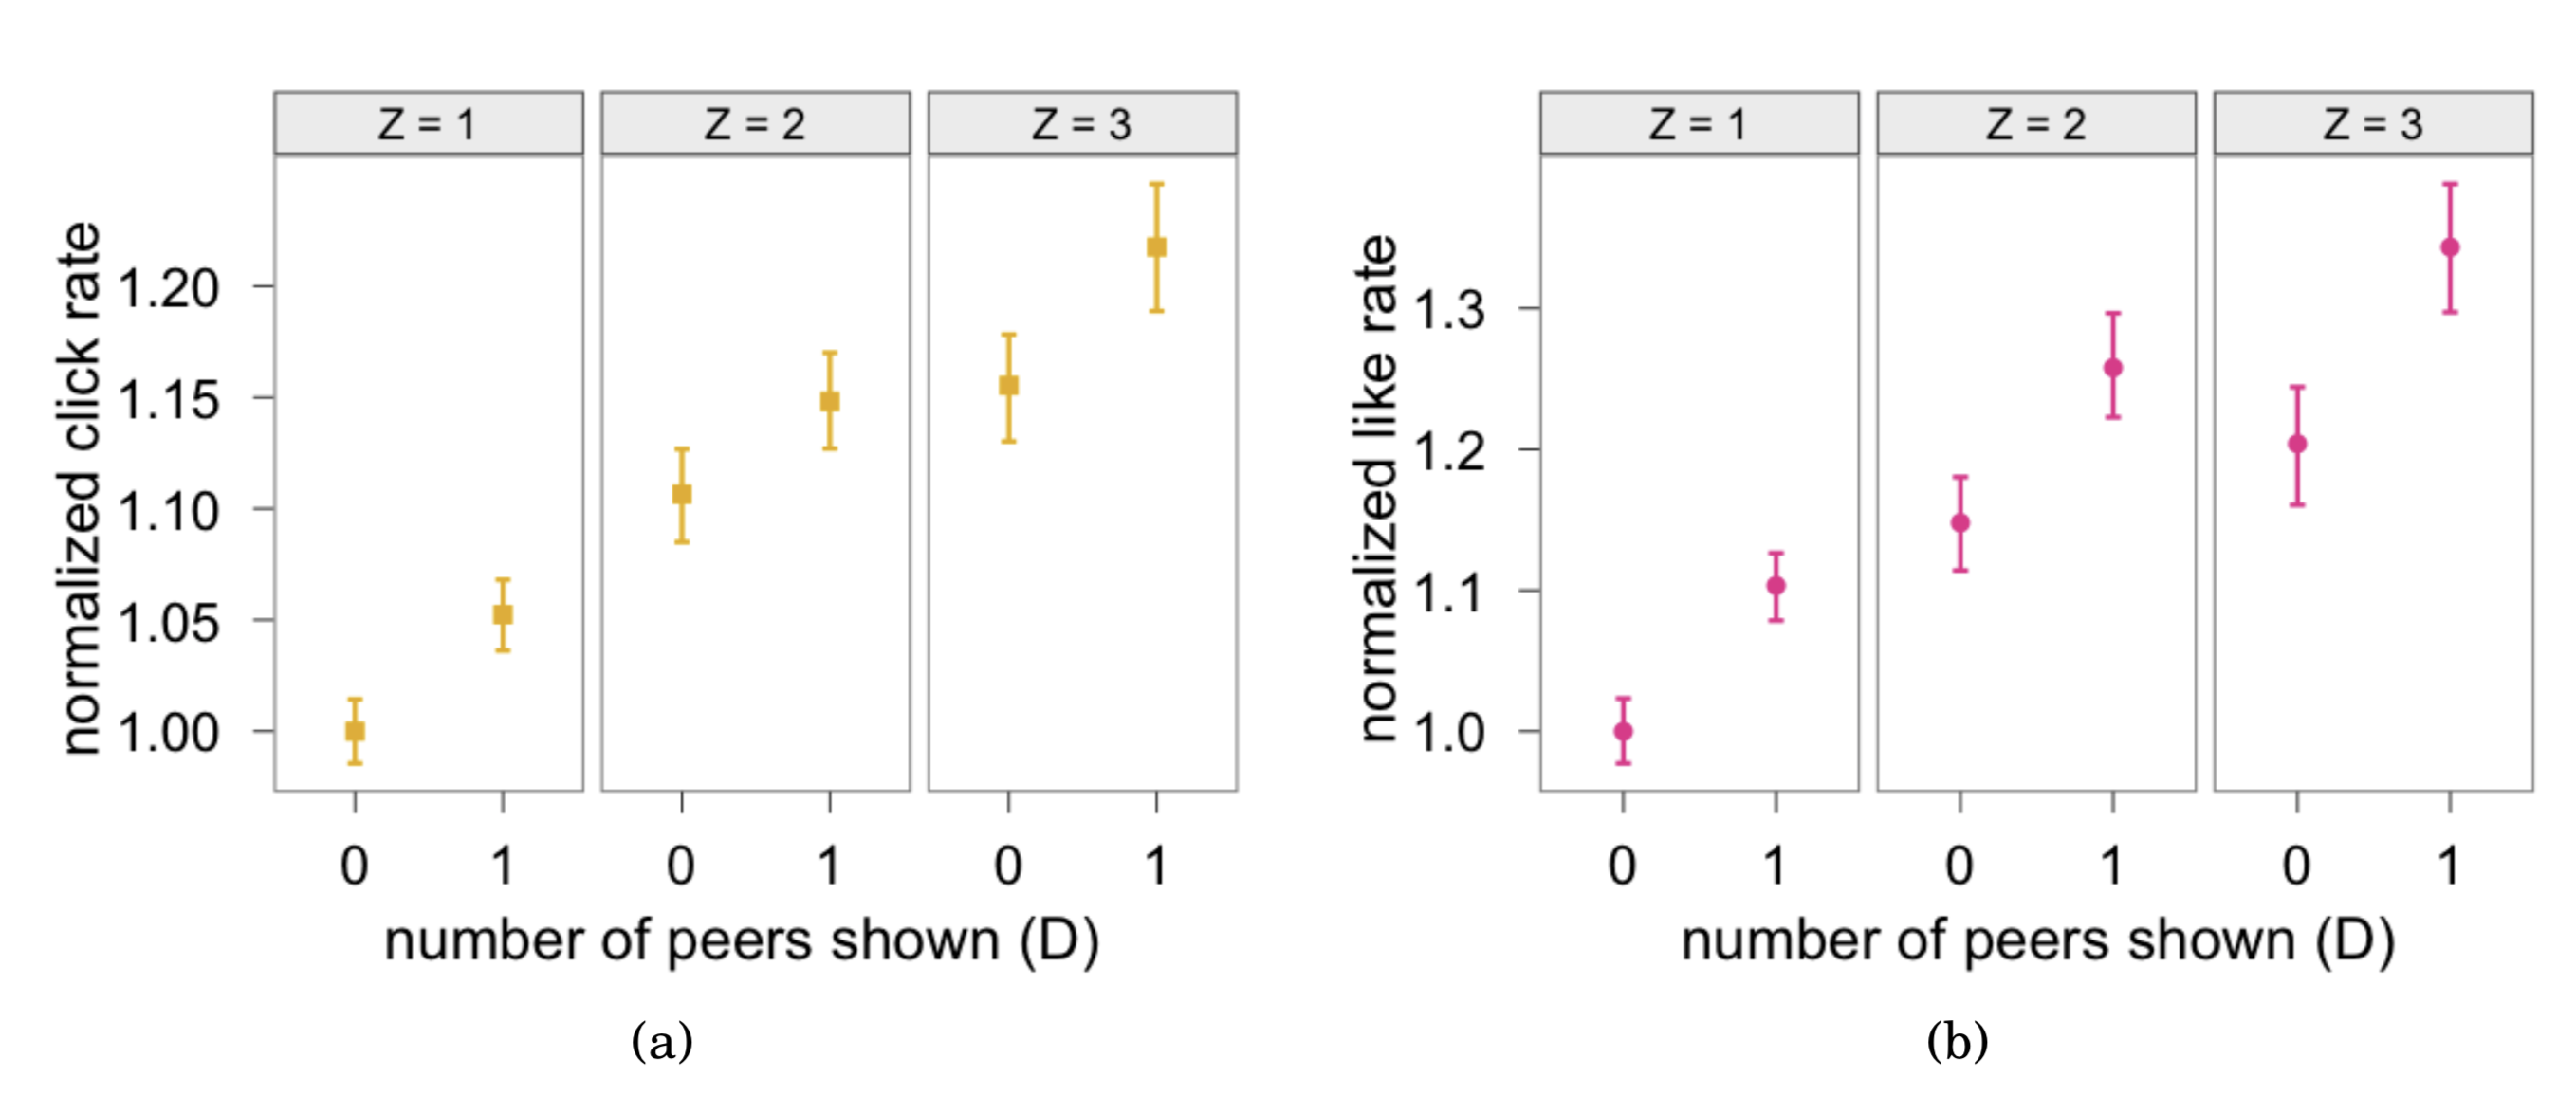 Z = 1 Z = 2 Z = 3
normalized click rate
1.20
1.15
1.10
1.05
1.00
0 1 0 1 0 1
number of peers shown (D)
(a)
Z = 1 Z = 2 Z = 3
normalized like rate
1.3
1.2
1.1
1.0
0 1 0 1 0 1
number of peers shown (D)
(b)